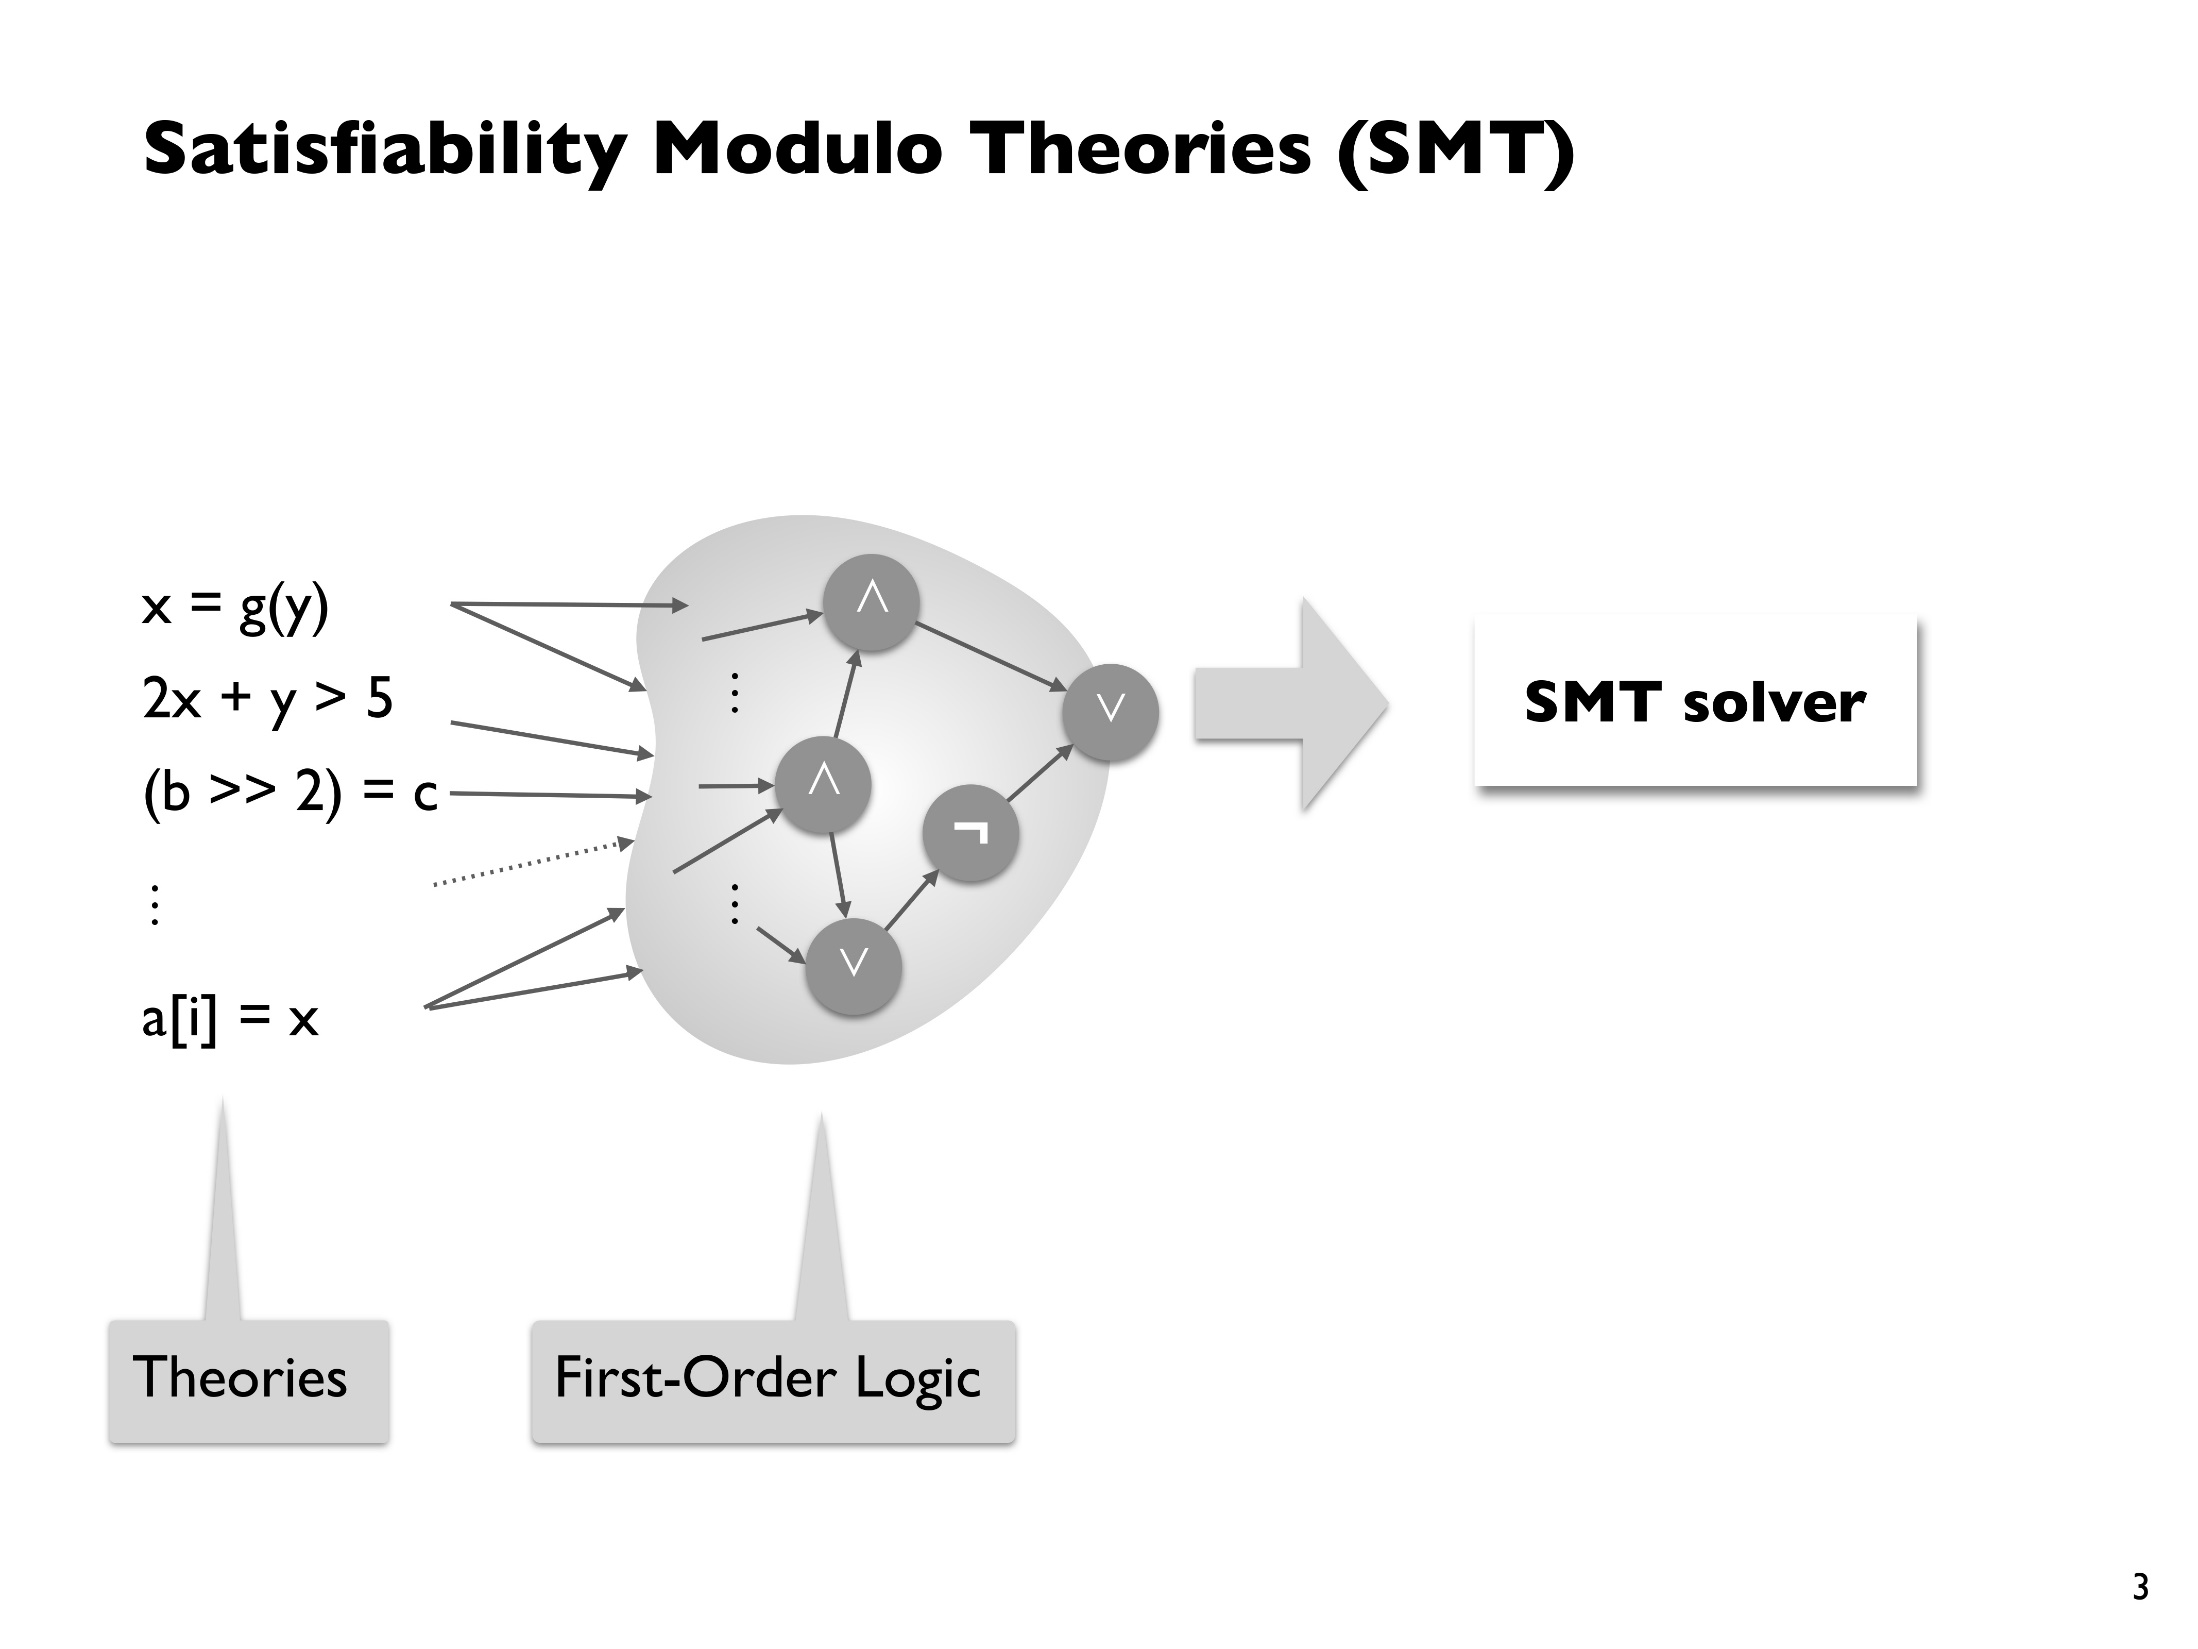 Satisfiability Modulo Theories (SMT)
x = g(y)
2x + y > 5
(b >> 2) = c
⋮
a[i] = x
∧
⋮
∧
∨
¬
⋮
∨
SMT solver
Theories
First-Order Logic
3